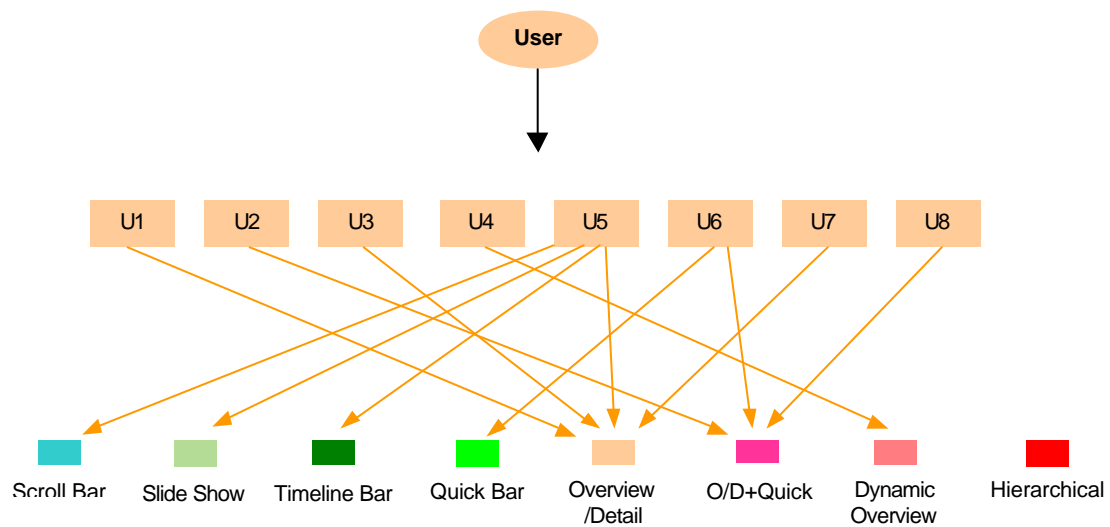 User
U1 U2 U3 U4 U5 U6 U7 U8
Scroll Bar Slide Show Timeline Bar Quick Bar Overview /Detail O/D+Quick Dynamic Overview Hierarchical